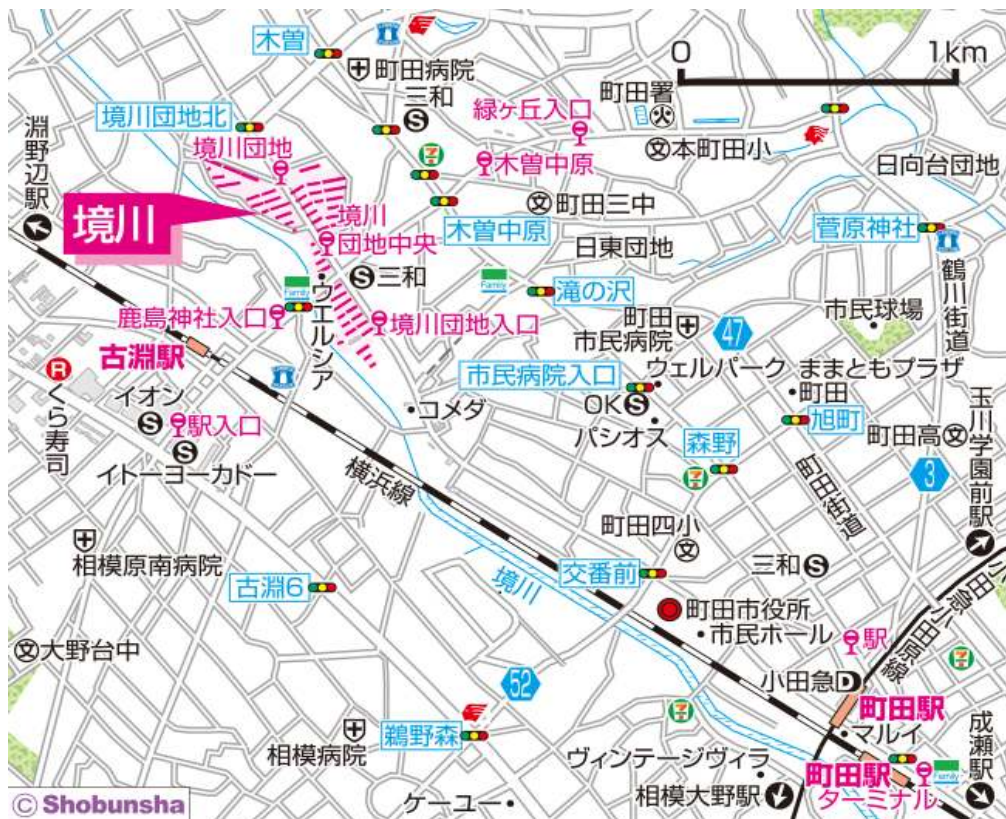 木曽
町田病院
三和
S
0
1km
町田署
緑ヶ丘入口
境川団地北
境川団地
木曽中原
文本町田小
日向台団地
淵野辺駅
境川
境川
団地中央
木曽中原
文町田三中
日東団地
菅原神社
鶴川街道
S三和
Family
Family
滝の沢
ウエルシア
鹿島神社入口
境川団地入口
町田
市民病院
47
市民球場
古淵駅
R
くら寿司
イオン
S
駅入口
S
イトーヨーカドー
コメダ
市民病院入口
ウェルパーク
OK S
パシオス
ままともプラザ
町田
旭町
町田高文
森野
玉川学園前駅
町田街道
3
横浜線
町田四小
文
相模原南病院
古淵6
境川
交番前
三和S
町田市役所
市民ホール
駅
小田急小田原線
文大野台中
52
小田急D
町田駅
マルイ
成瀬駅
鵜野森
相模病院
ヴィンテージヴィラ
町田駅
ターミナル
Family
相模大野駅
ケーユー
© Shobunsha